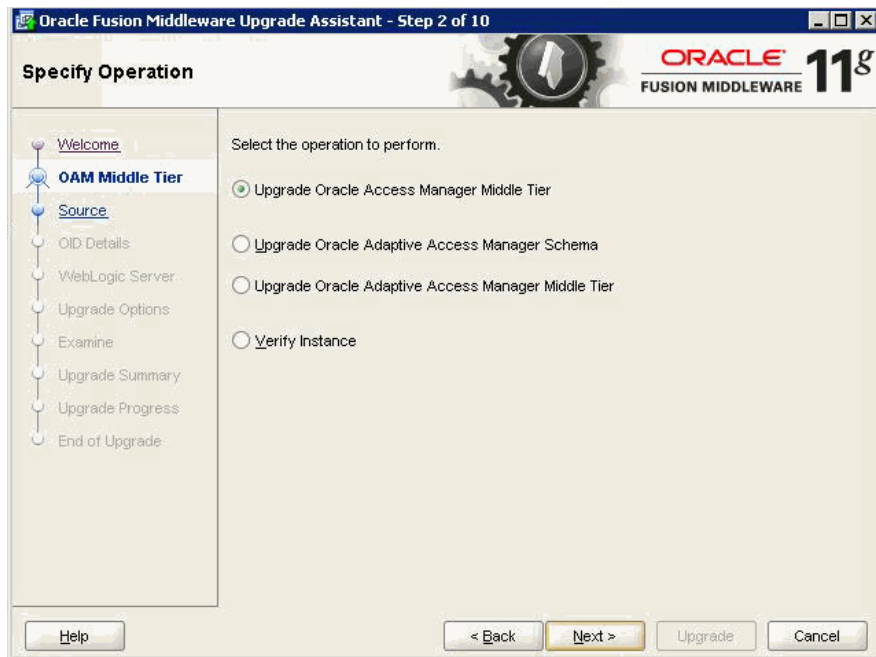 Oracle Fusion Middleware Upgrade Assistant - Step 2 of 10
Specify Operation
ORACLE
FUSION MIDDLEWARE 11g
Welcome
OAM Middle Tier
Source
OID Details
WebLogic Server
Upgrade Options
Examine
Upgrade Summary
Upgrade Progress
End of Upgrade
Select the operation to perform.
Upgrade Oracle Access Manager Middle Tier
Upgrade Oracle Adaptive Access Manager Schema
Upgrade Oracle Adaptive Access Manager Middle Tier
Verify Instance
Help
< Back
Next >
Upgrade
Cancel